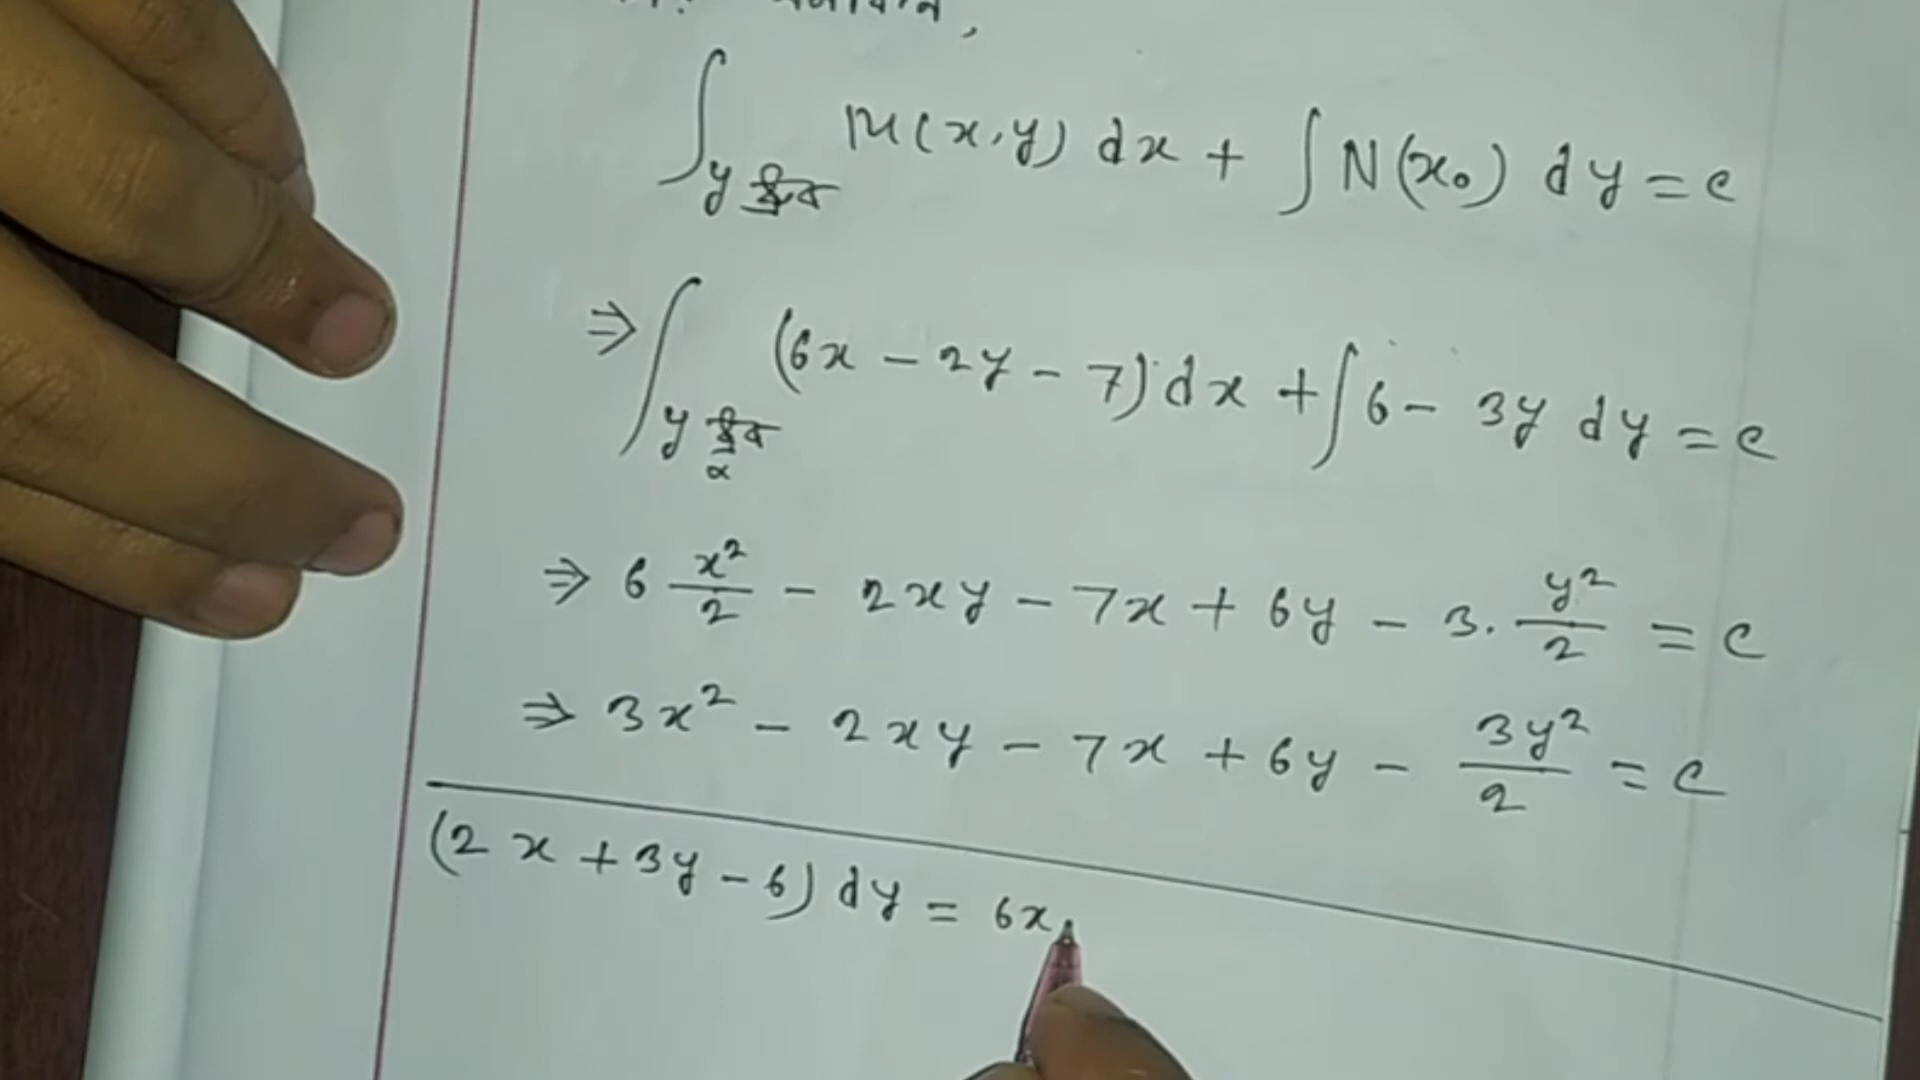 ∫ M(x,y) dx + ∫ N(x₀) dy = c
y ध्रुव
⇒ ∫ (6x - 2y - 7) dx + ∫ 6 - 3y dy = c
y
⇒ 6 x²/2 - 2xy - 7x + 6y - 3. y²/2 = c
⇒ 3x² - 2xy - 7x + 6y - 3y²/2 = c
(2x + 3y - 6) dy = 6x